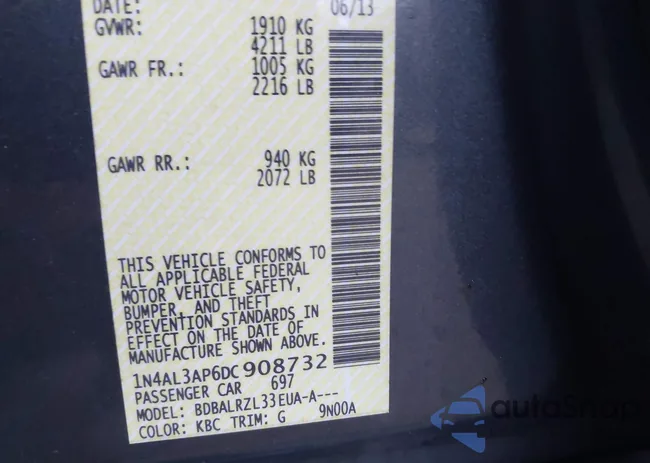 DATE: 06/13
GVWR: 1910 KG
4211 LB
GAWR FR.: 1005 KG
2216 LB
GAWR RR.: 940 KG
2072 LB
THIS VEHICLE CONFORMS TO
ALL APPLICABLE FEDERAL
MOTOR VEHICLE SAFETY,
BUMPER, AND THEFT
PREVENTION STANDARDS IN
EFFECT ON THE DATE OF
MANUFACTURE SHOWN ABOVE.
1N4AL3AP6DC908732
PASSENGER CAR 697
MODEL: BDBALRZL33EUA-A---
COLOR: KBC TRIM: G 9N00A
autoShops